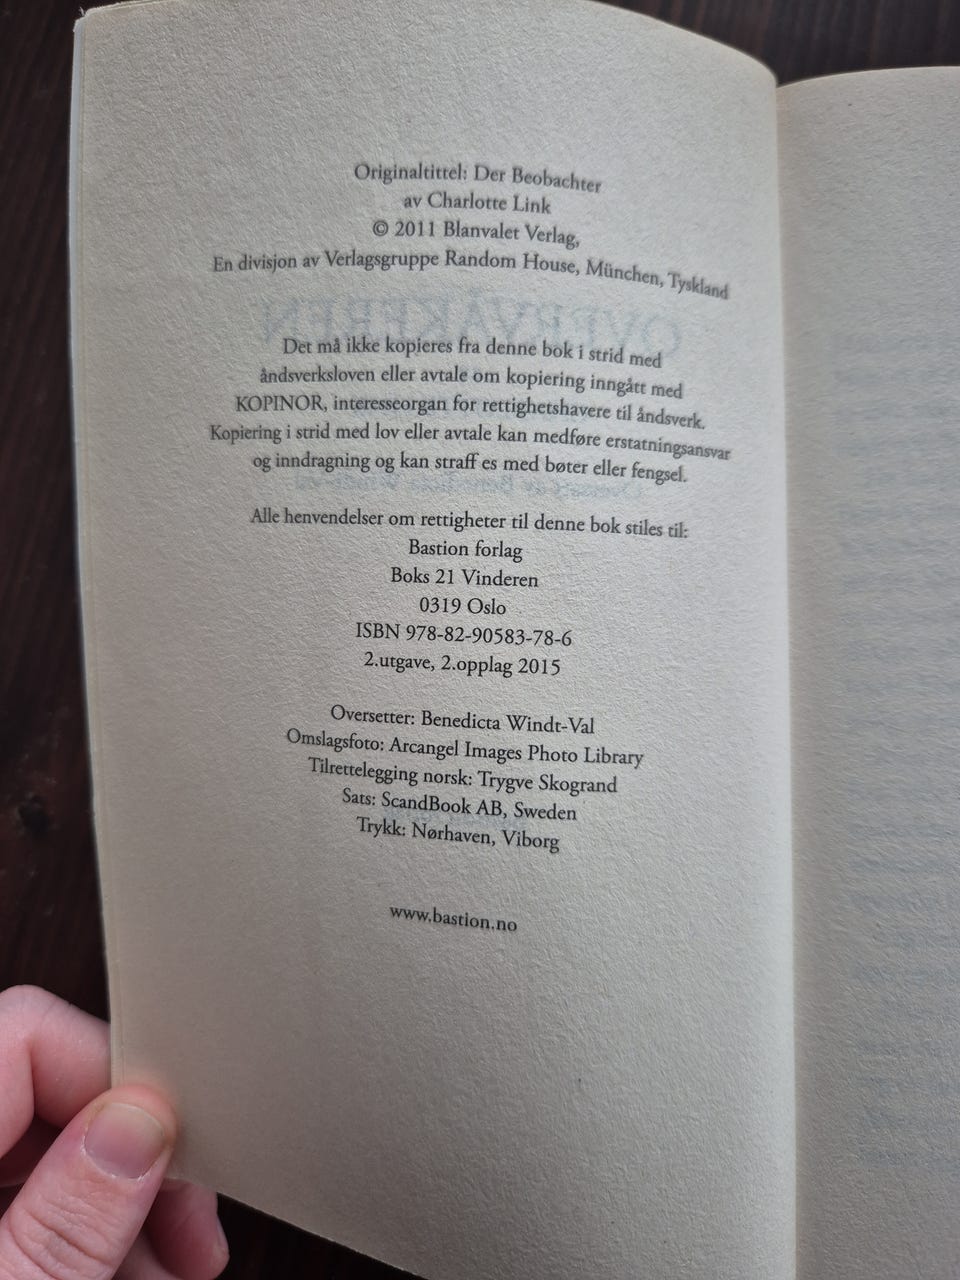 Originaltittel: Der Beobachter
av Charlotte Link
© 2011 Blanvalet Verlag,
En divisjon av Verlagsgruppe Random House, München, Tyskland
OVERVÅKEREN
Det må ikke kopieres fra denne bok i strid med
åndsverksloven eller avtale om kopiering inngått med
KOPINOR, interesseorgan for rettighetshavere til åndsverk.
Kopiering i strid med lov eller avtale kan medføre erstatningsansvar
og inndragning og kan straff es med bøter eller fengsel.
Alle henvendelser om rettigheter til denne bok stiles til:
Bastion forlag
Boks 21 Vinderen
0319 Oslo
ISBN 978-82-90583-78-6
2.utgave, 2.opplag 2015
Oversetter: Benedicta Windt-Val
Omslagsfoto: Arcangel Images Photo Library
Tilrettelegging norsk: Trygve Skogrand
Sats: ScandBook AB, Sweden
Trykk: Nørhaven, Viborg
www.bastion.no